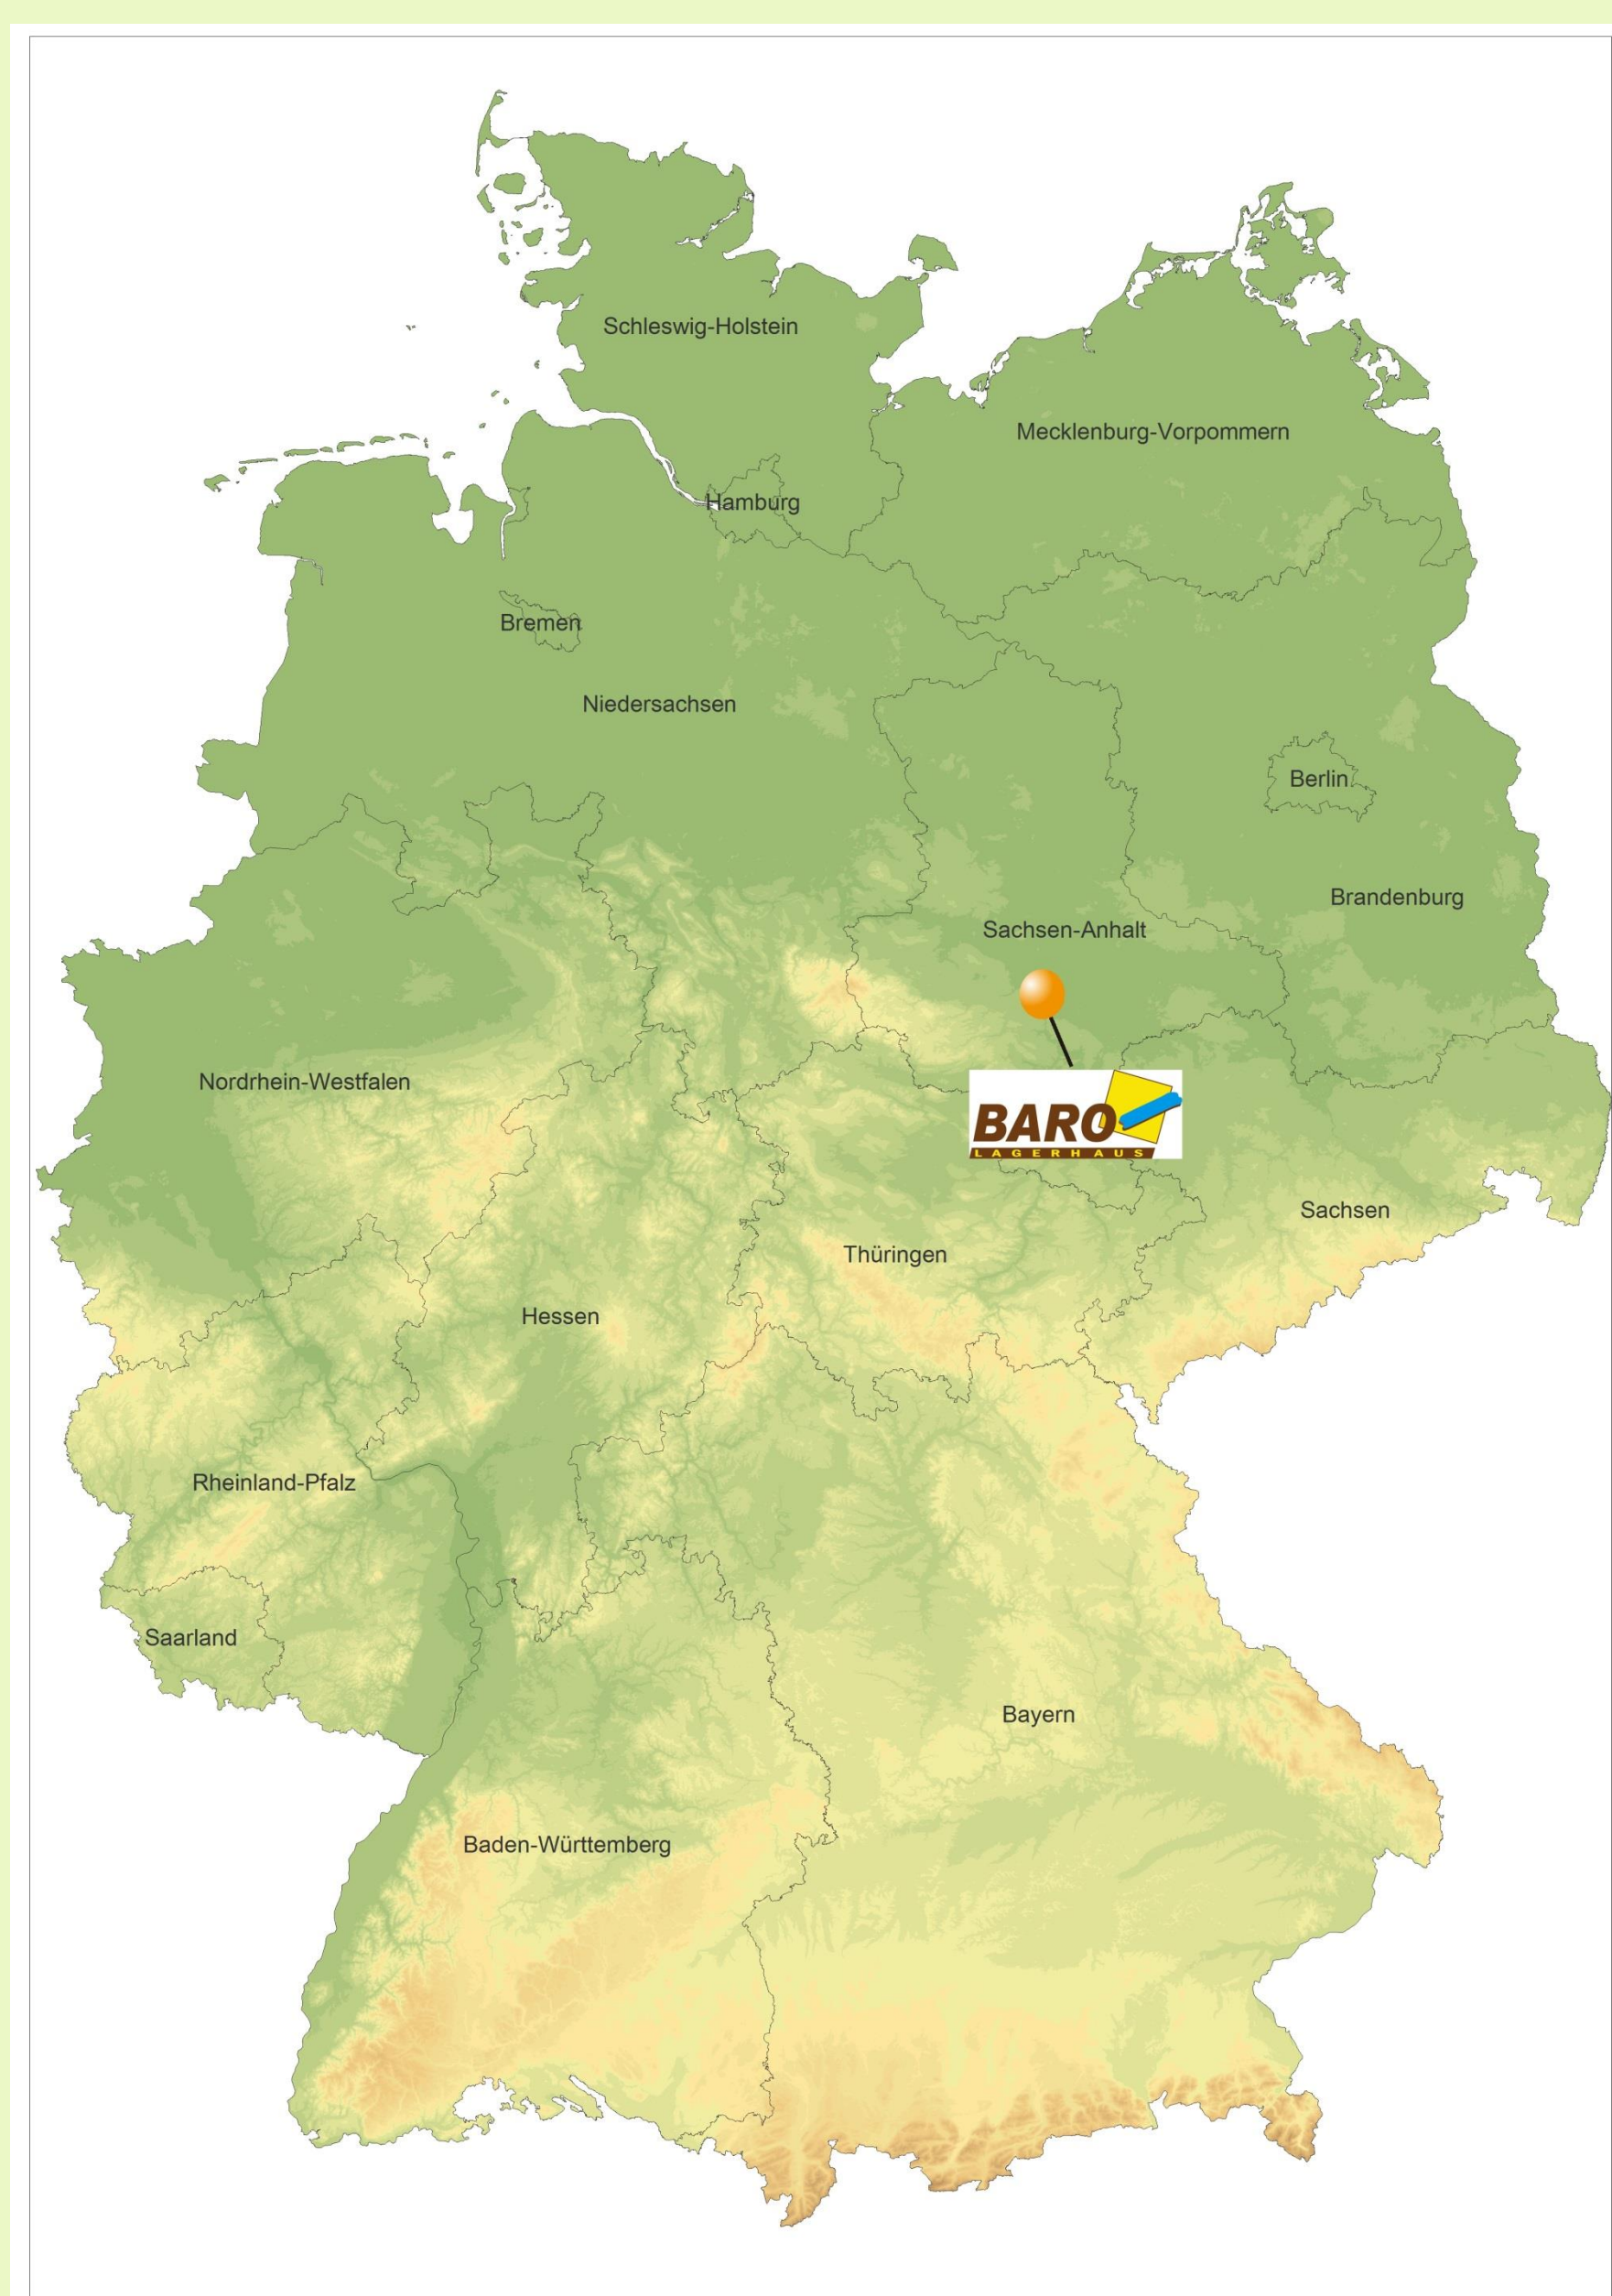 Schleswig-Holstein
Mecklenburg-Vorpommern
Hamburg
Bremen
Niedersachsen
Berlin
Brandenburg
Sachsen-Anhalt
Nordrhein-Westfalen
BARO
LAGERHAUS
Sachsen
Thüringen
Hessen
Rheinland-Pfalz
Saarland
Bayern
Baden-Württemberg